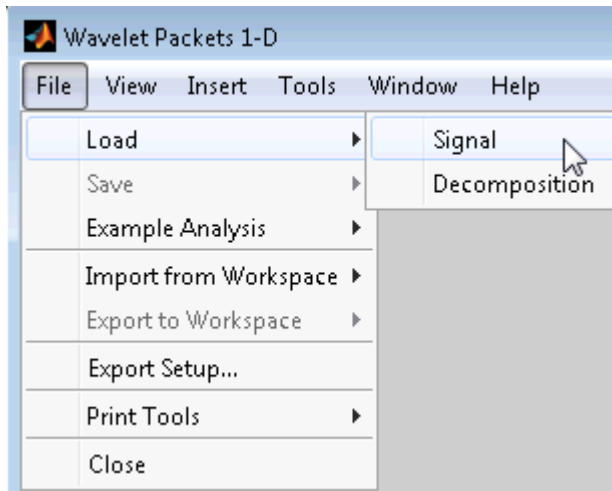 Wavelet Packets 1-D
File View Insert Tools Window Help
Load
Signal
Save
Decomposition
Example Analysis
Import from Workspace
Export to Workspace
Export Setup...
Print Tools
Close